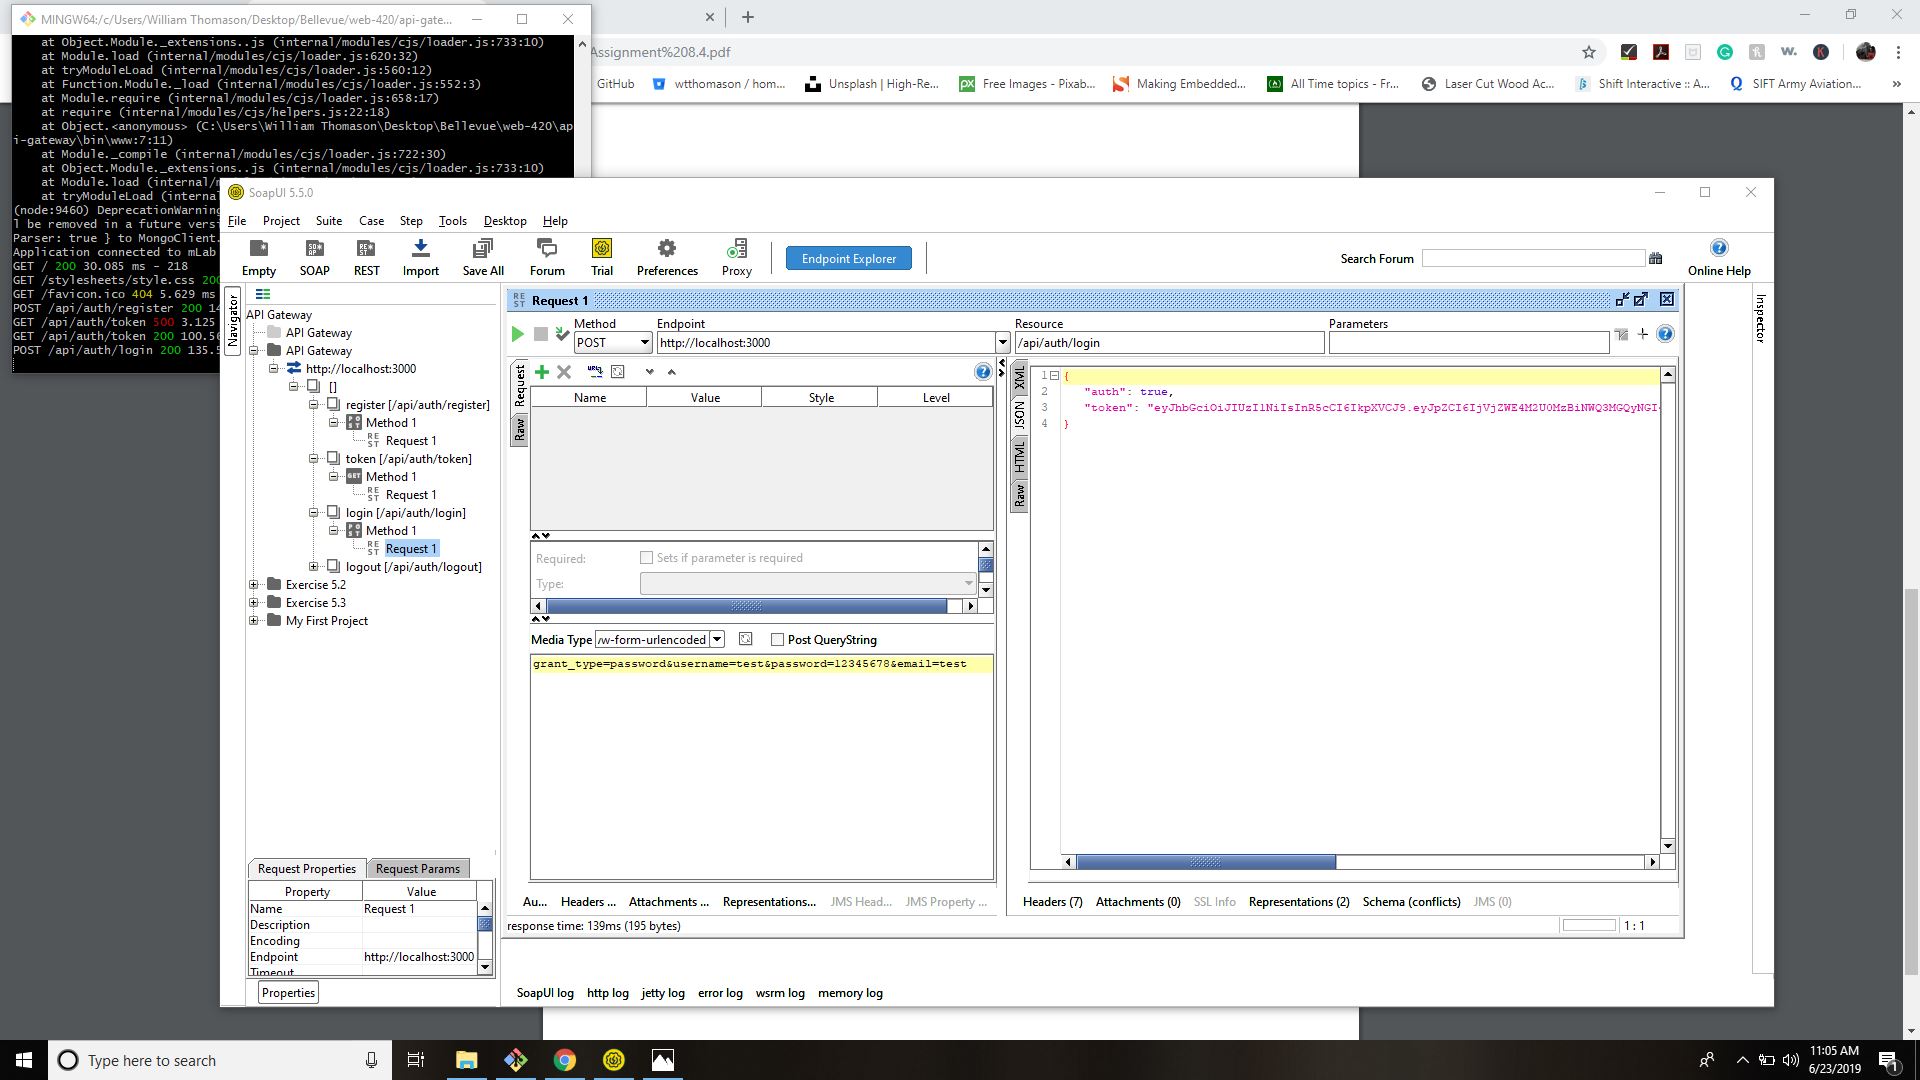 MINGW64:/c/Users/William Thomason/Desktop/Bellevue/web-420/api-gate...
at Object.Module._extensions..js (internal/modules/cjs/loader.js:733:10)
at Module.load (internal/modules/cjs/loader.js:620:32)
at tryModuleLoad (internal/modules/cjs/loader.js:560:12)
at Function.Module._load (internal/modules/cjs/loader.js:552:3)
at Module.require (internal/modules/cjs/loader.js:658:17)
at require (internal/modules/cjs/helpers.js:22:18)
at Object.<anonymous> (C:\Users\William Thomason\Desktop\Bellevue\web-420\ap
i-gateway\bin\www:7:11)
at Module._compile (internal/modules/cjs/loader.js:722:30)
at Object.Module._extensions..js (internal/modules/cjs/loader.js:733:10)
at Module.load (internal/m
at tryModuleLoad (internal
(node:9460) DeprecationWarning
l be removed in a future versi
Parser: true } to MongoClient.
Application connected to mLab
GET / 200 30.085 ms - 218
GET /stylesheets/style.css 200
GET /favicon.ico 404 5.629 ms
POST /api/auth/register 200 14
GET /api/auth/token 500 3.125
GET /api/auth/token 200 100.56
POST /api/auth/login 200 135.5
Assignment%208.4.pdf
GitHub wtthomason / hom... Unsplash | High-Re... Free Images - Pixab... Making Embedded... All Time topics - Fr... Laser Cut Wood Ac... Shift Interactive :: A... SIFT Army Aviation... »
SoapUI 5.5.0
File Project Suite Case Step Tools Desktop Help
Empty SOAP REST Import Save All Forum Trial Preferences Proxy
Endpoint Explorer
Search Forum
Online Help
Navigator
API Gateway
API Gateway
API Gateway
http://localhost:3000
[]
register [/api/auth/register]
Method 1
Request 1
token [/api/auth/token]
Method 1
Request 1
login [/api/auth/login]
Method 1
Request 1
logout [/api/auth/logout]
Exercise 5.2
Exercise 5.3
My First Project
Request Properties Request Params
Property Value
Name Request 1
Description
Encoding
Endpoint http://localhost:3000
Timeout
Properties
Request 1
Method Endpoint Resource Parameters
POST http://localhost:3000 /api/auth/login
Request
Raw
Name Value Style Level
Required: Sets if parameter is required
Type:
Media Type /w-form-urlencoded Post QueryString
grant_type=password&username=test&password=12345678&email=test
Au... Headers ... Attachments ... Representations... JMS Head... JMS Property ...
response time: 139ms (195 bytes)
XML
JSON
HTML
Raw
1 {
2 "auth": true,
3 "token": "eyJhbGciOiJIUzI1NiIsInR5cCI6IkpXVCJ9.eyJpZCI6IjVjZWE4M2U0MzBiNWQ3MGQyNGI
4 }
Headers (7) Attachments (0) SSL Info Representations (2) Schema (conflicts) JMS (0)
1 : 1
Inspector
SoapUI log http log jetty log error log wsrm log memory log
Type here to search
11:05 AM
6/23/2019
1